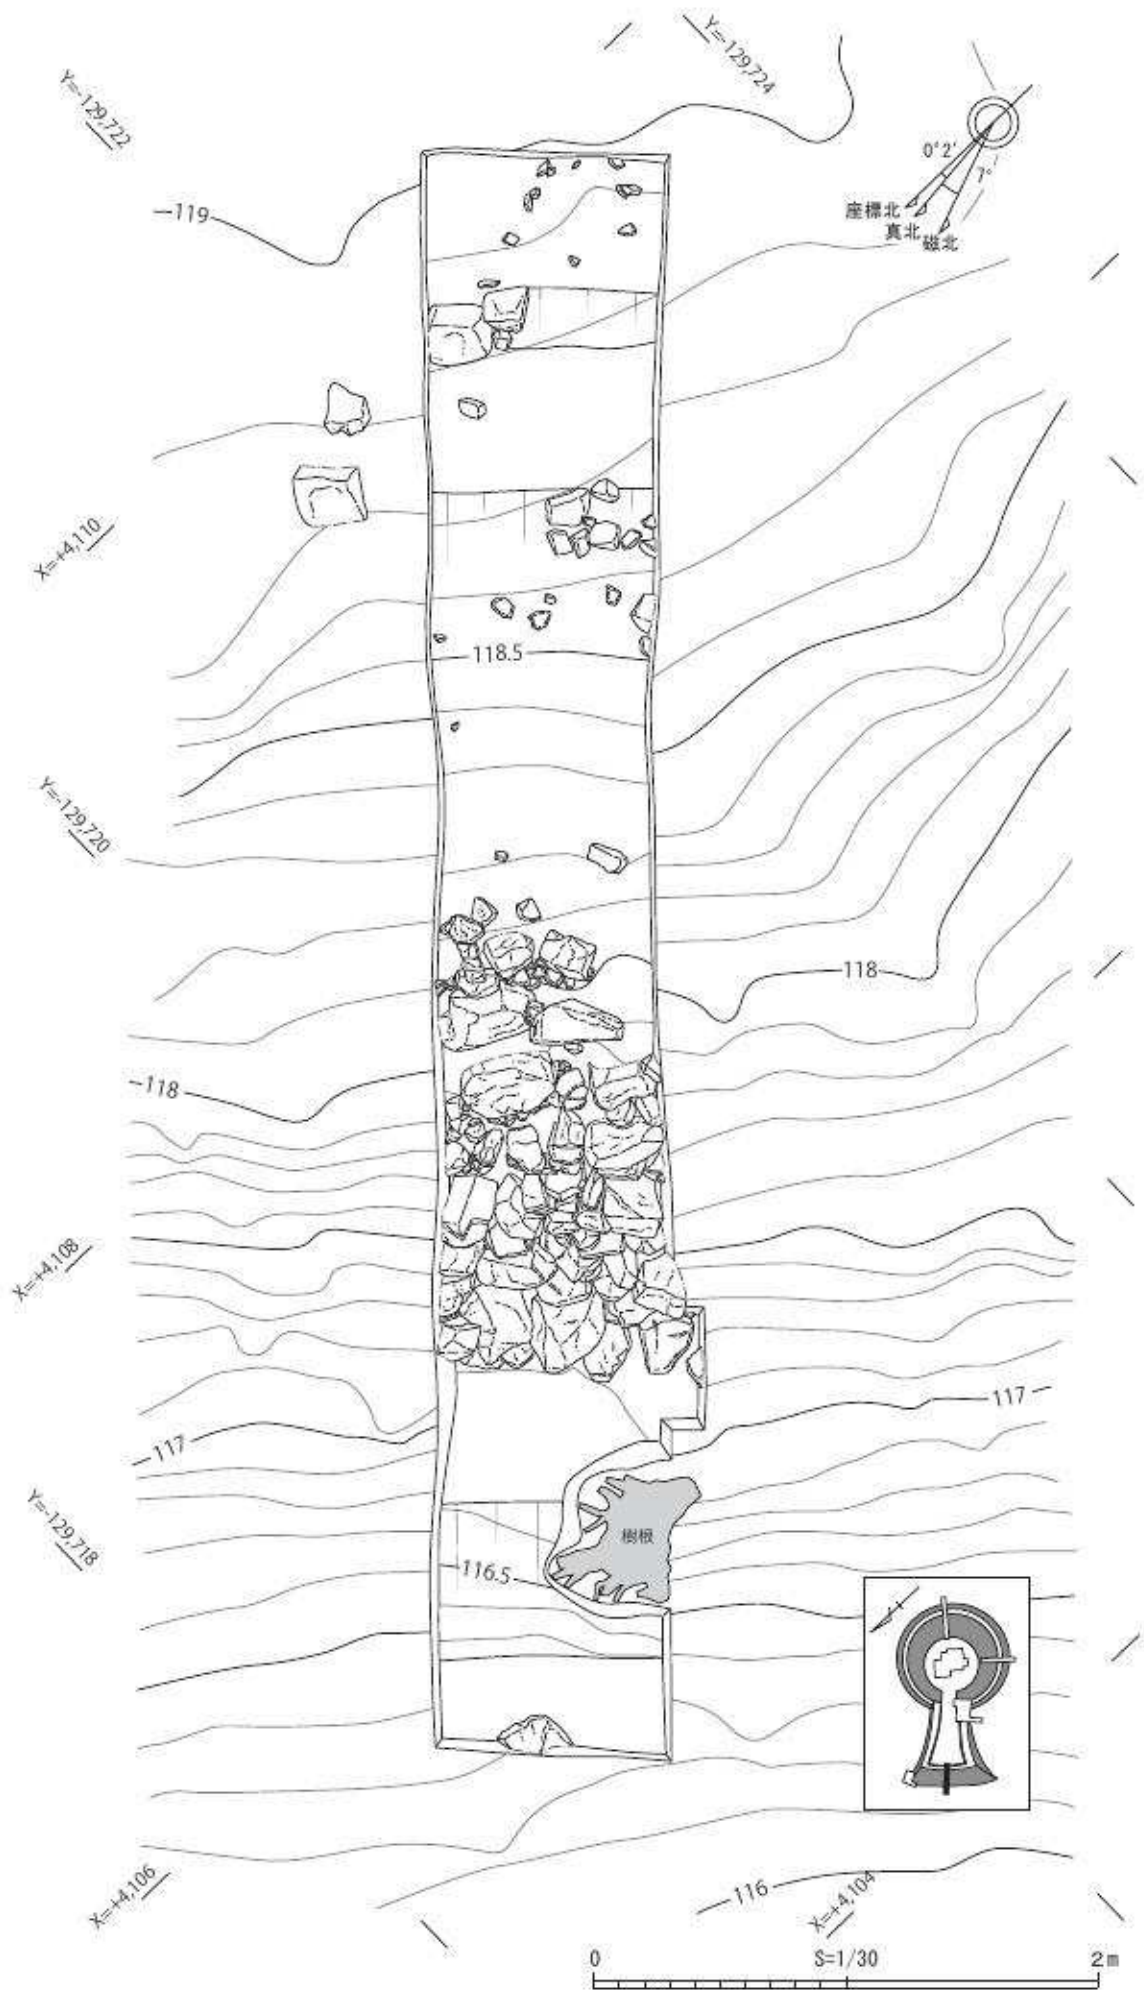 Y=-129,724
Y=-129,722
0°2′
7°
座標北
真北
磁北
119
X=+4,110
118.5
Y=-129,720
118
118
X=+4,108
117
117
Y=-129,718
樹根
116.5
X=+4,106
116
X=+4,104
0 S=1/30 2m